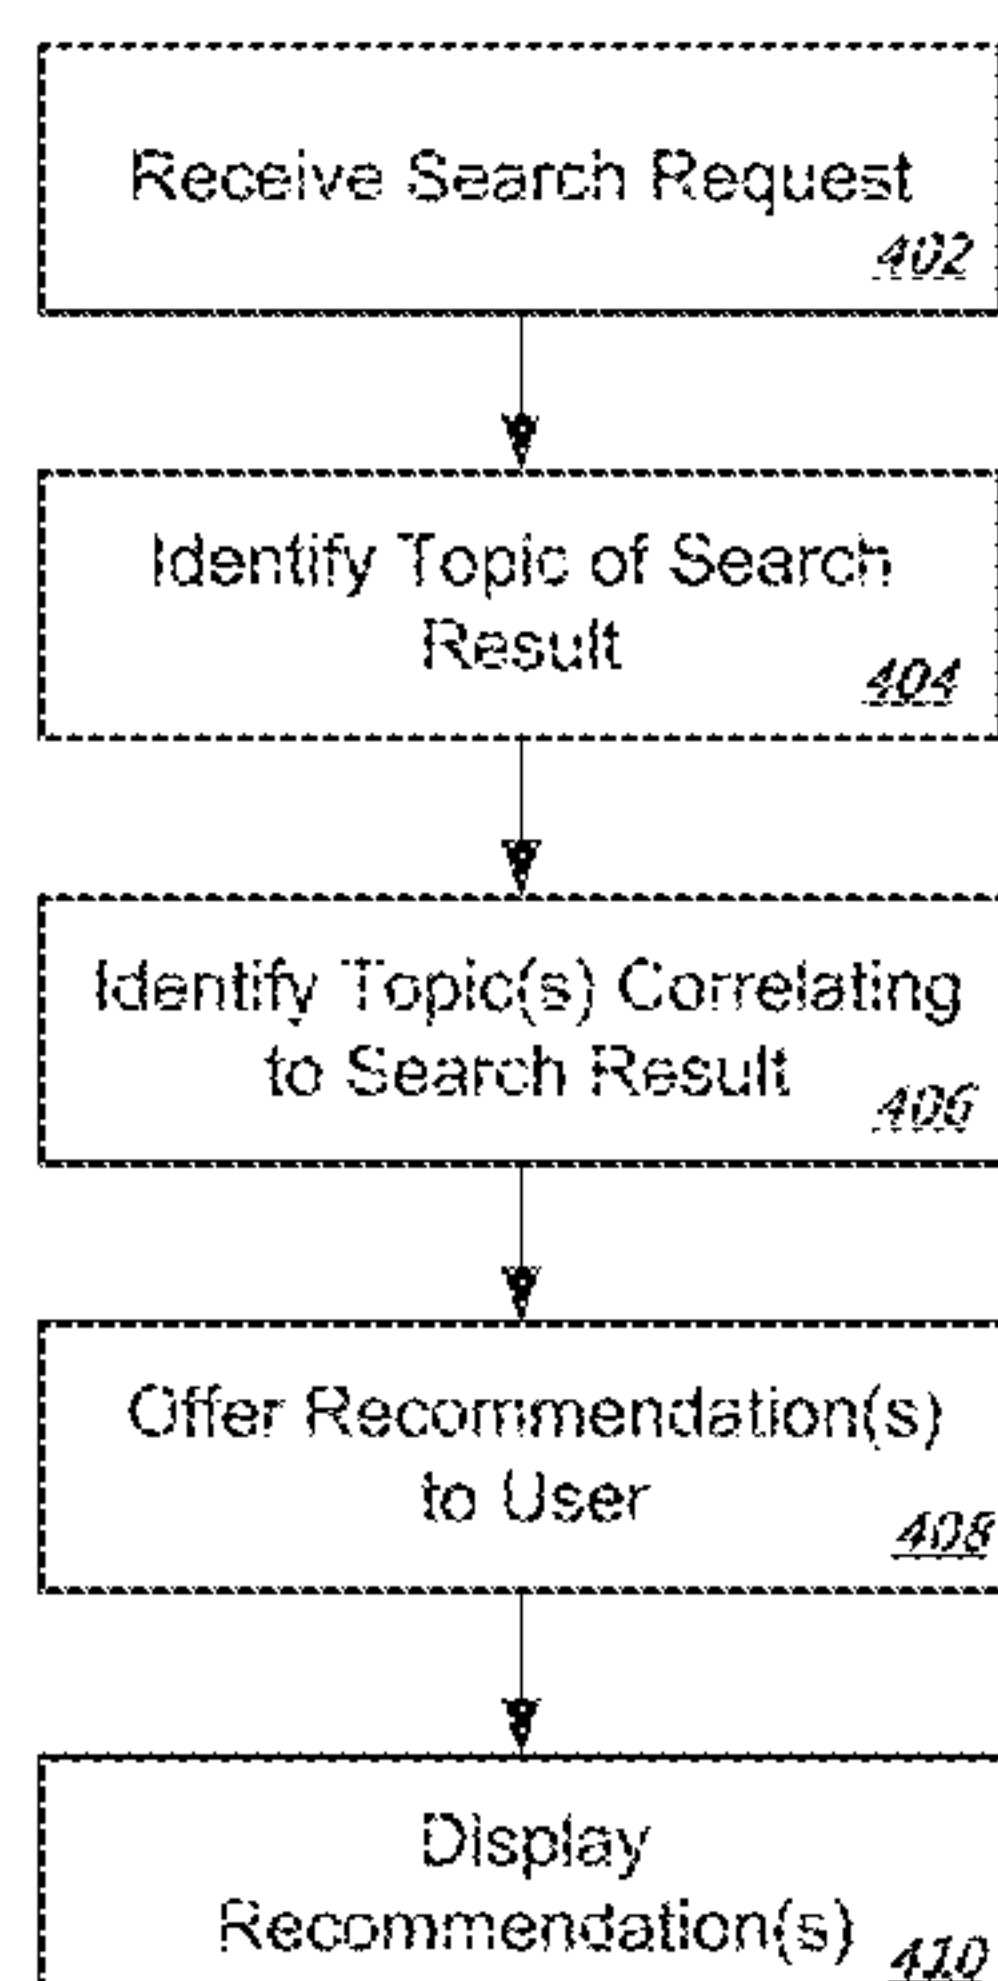 Receive Search Request
402
Identify Topic of Search
Result
404
Identify Topic(s) Correlating
to Search Result
406
Offer Recommendation(s)
to User
408
Display
Recommendation(s)
410